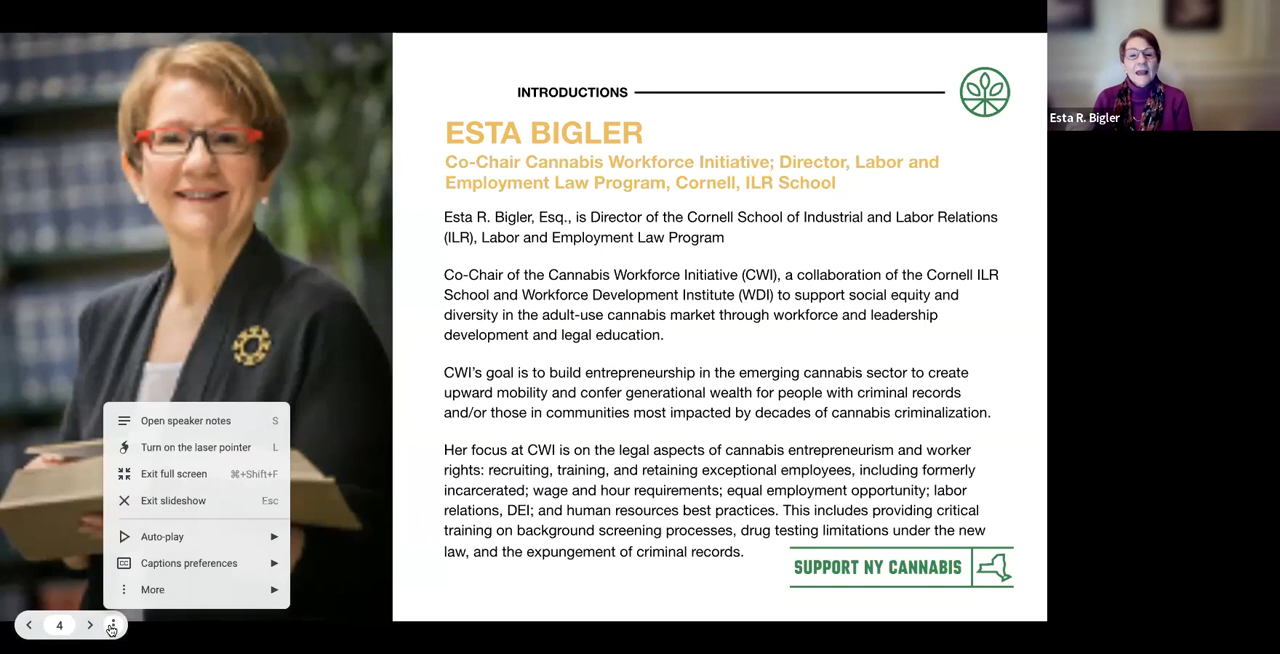 INTRODUCTIONS
ESTA BIGLER
Co-Chair Cannabis Workforce Initiative; Director, Labor and
Employment Law Program, Cornell, ILR School
Esta R. Bigler, Esq., is Director of the Cornell School of Industrial and Labor Relations
(ILR), Labor and Employment Law Program
Co-Chair of the Cannabis Workforce Initiative (CWI), a collaboration of the Cornell ILR
School and Workforce Development Institute (WDI) to support social equity and
diversity in the adult-use cannabis market through workforce and leadership
development and legal education.
CWI's goal is to build entrepreneurship in the emerging cannabis sector to create
upward mobility and confer generational wealth for people with criminal records
and/or those in communities most impacted by decades of cannabis criminalization.
Her focus at CWI is on the legal aspects of cannabis entrepreneurism and worker
rights: recruiting, training, and retaining exceptional employees, including formerly
incarcerated; wage and hour requirements; equal employment opportunity; labor
relations, DEI; and human resources best practices. This includes providing critical
training on background screening processes, drug testing limitations under the new
law, and the expungement of criminal records.
SUPPORT NY CANNABIS
Esta R. Bigler
Open speaker notes S
Turn on the laser pointer L
Exit full screen ⌘+Shift+F
Exit slideshow Esc
Auto-play
CC Captions preferences
More
4